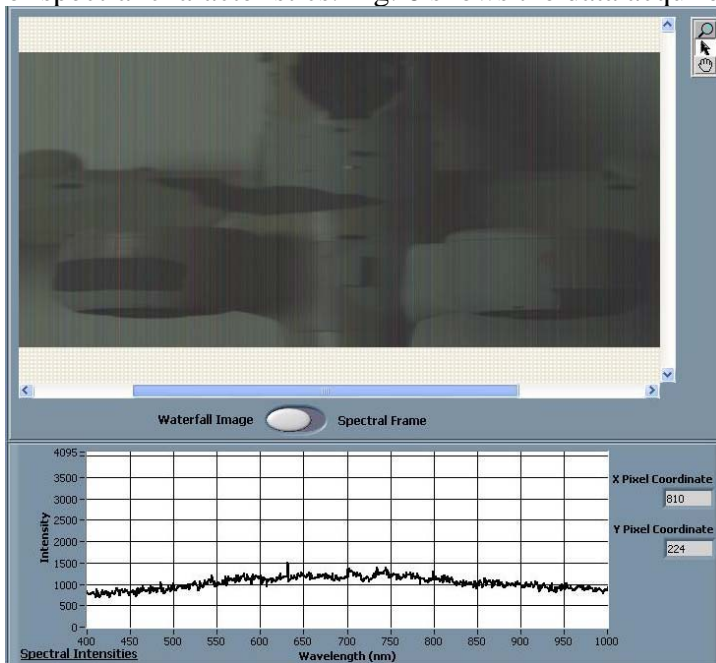 Waterfall Image Spectral Frame
4095
3500
3000
2500
2000
1500
1000
500
0
Intensity
400 450 500 550 600 650 700 750 800 850 900 950 1000
Spectral Intensities Wavelength (nm)
X Pixel Coordinate
810
Y Pixel Coordinate
224